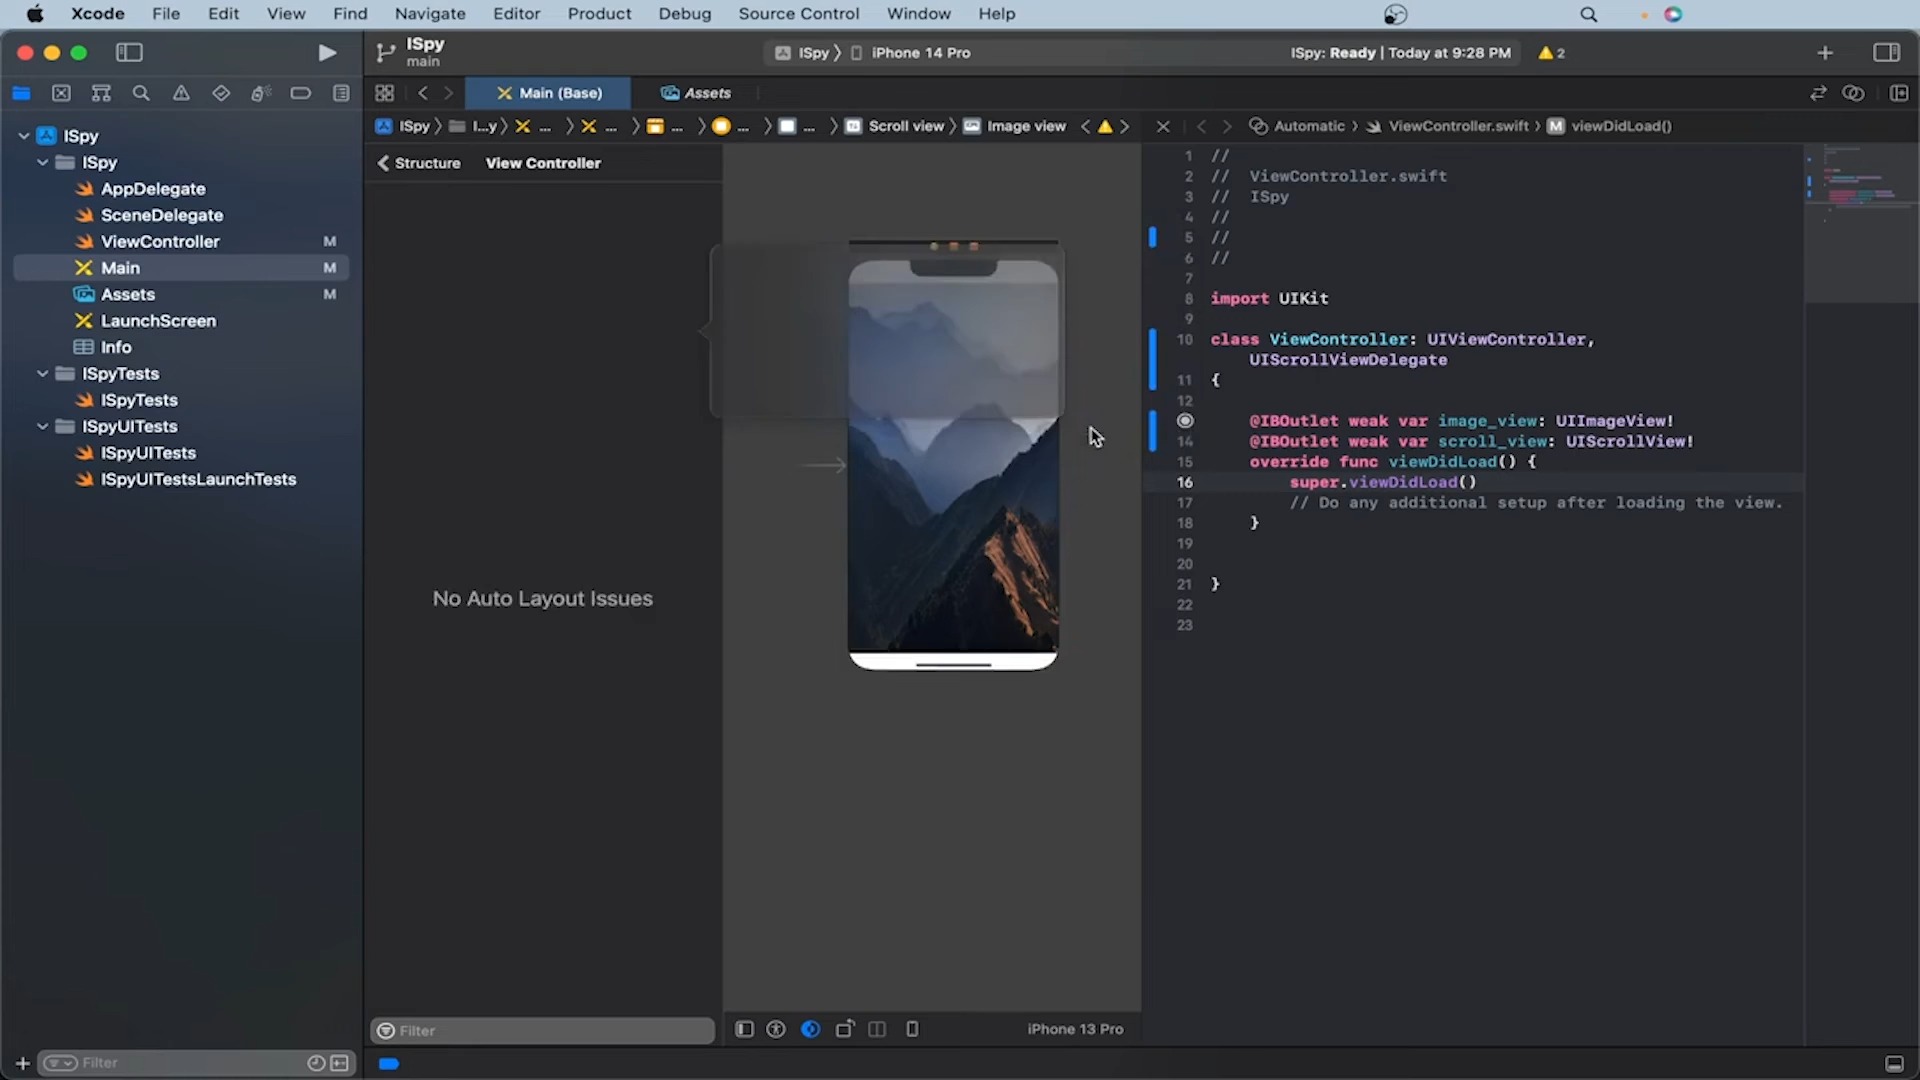 Xcode File Edit View Find Navigate Editor Product Debug Source Control Window Help
ISpy
main
ISpy iPhone 14 Pro
ISpy: Ready | Today at 9:28 PM
2
Main (Base)
Assets
ISpy I...y ... ... ... ... ... Scroll view Image view
Automatic ViewController.swift M viewDidLoad()
ISpy
ISpy
AppDelegate
SceneDelegate
ViewController M
Main M
Assets M
LaunchScreen
Info
ISpyTests
ISpyTests
ISpyUITests
ISpyUITests
ISpyUITestsLaunchTests
Filter
Structure View Controller
No Auto Layout Issues
Filter
iPhone 13 Pro
1 //
2 //  ViewController.swift
3 //  ISpy
4 //
5 //
6 //
7
8 import UIKit
9
10 class ViewController: UIViewController,
UIScrollViewDelegate
11 {
12
@IBOutlet weak var image_view: UIImageView!
14 @IBOutlet weak var scroll_view: UIScrollView!
15 override func viewDidLoad() {
16 super.viewDidLoad()
17 // Do any additional setup after loading the view.
18 }
19
20
21 }
22
23